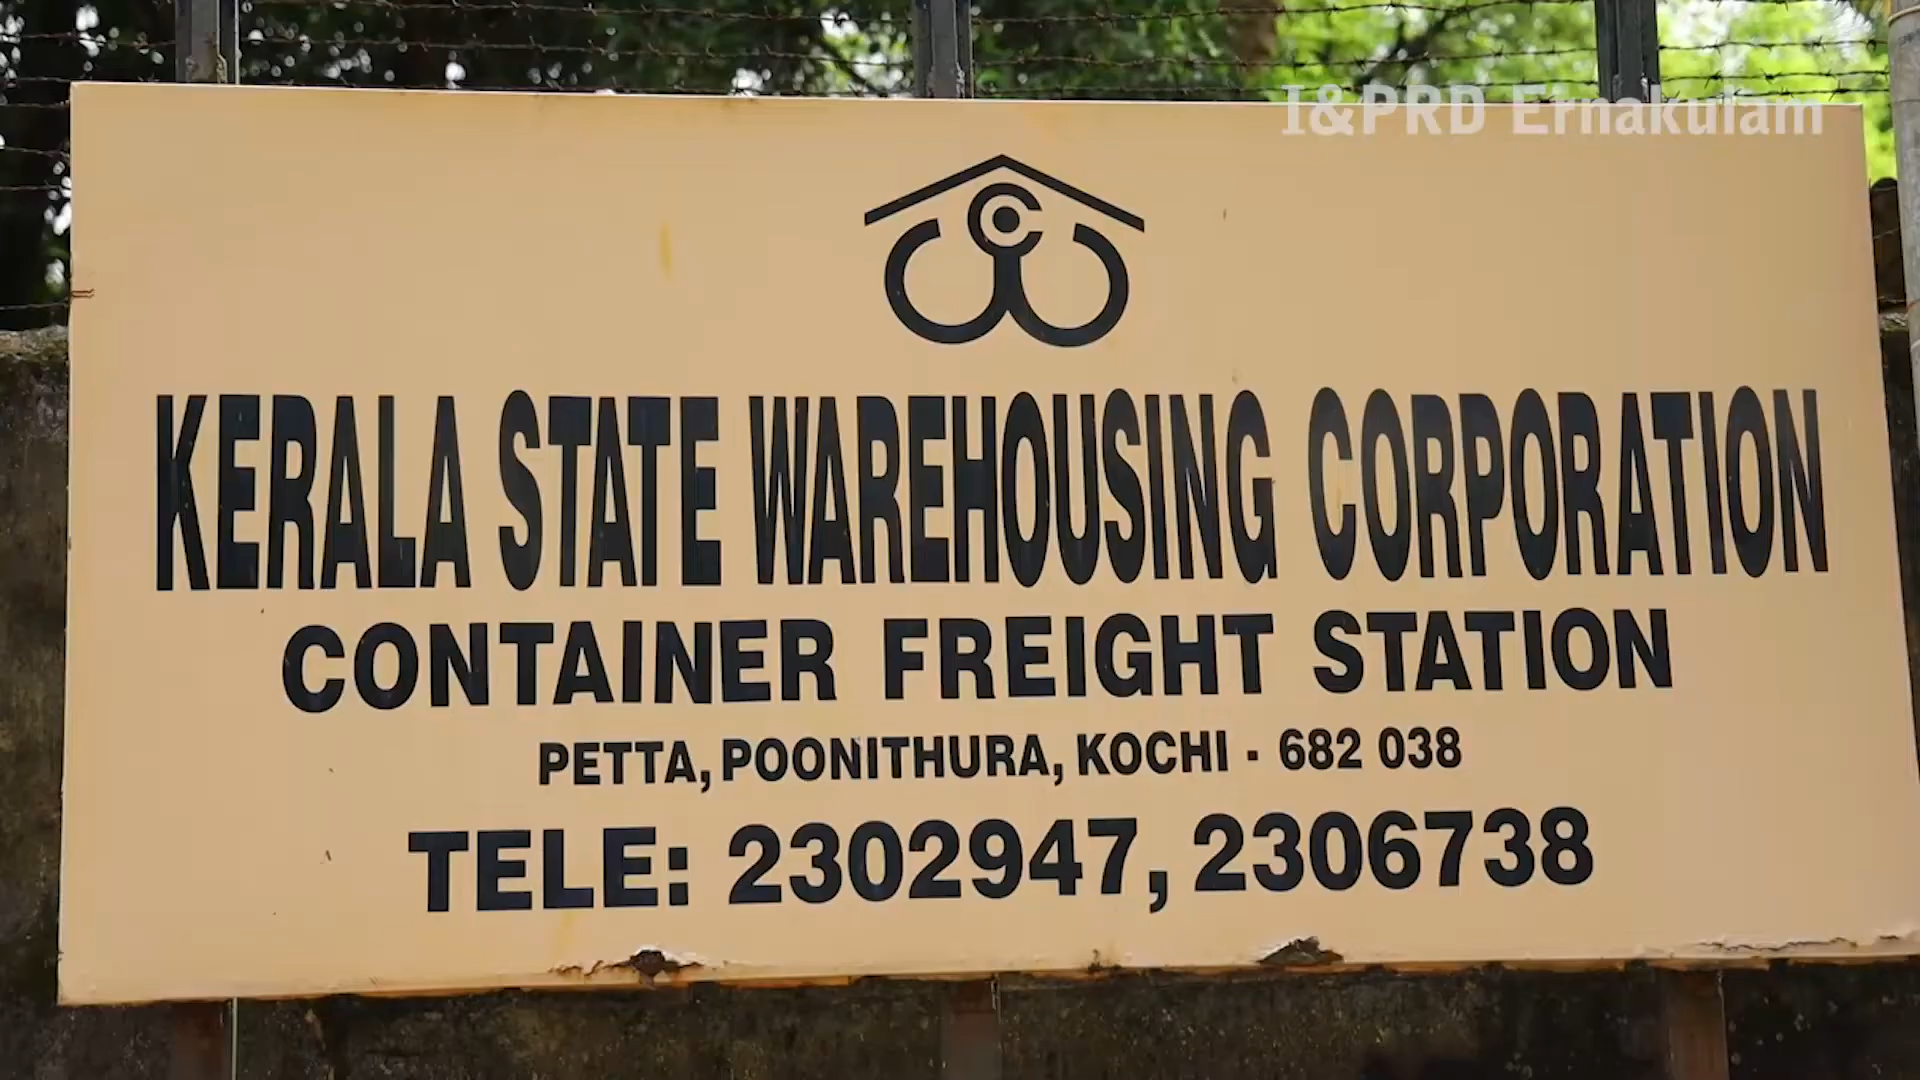 I&PRD Ernakulam
KERALA STATE WAREHOUSING CORPORATION
CONTAINER FREIGHT STATION
PETTA, POONITHURA, KOCHI - 682 038
TELE: 2302947, 2306738